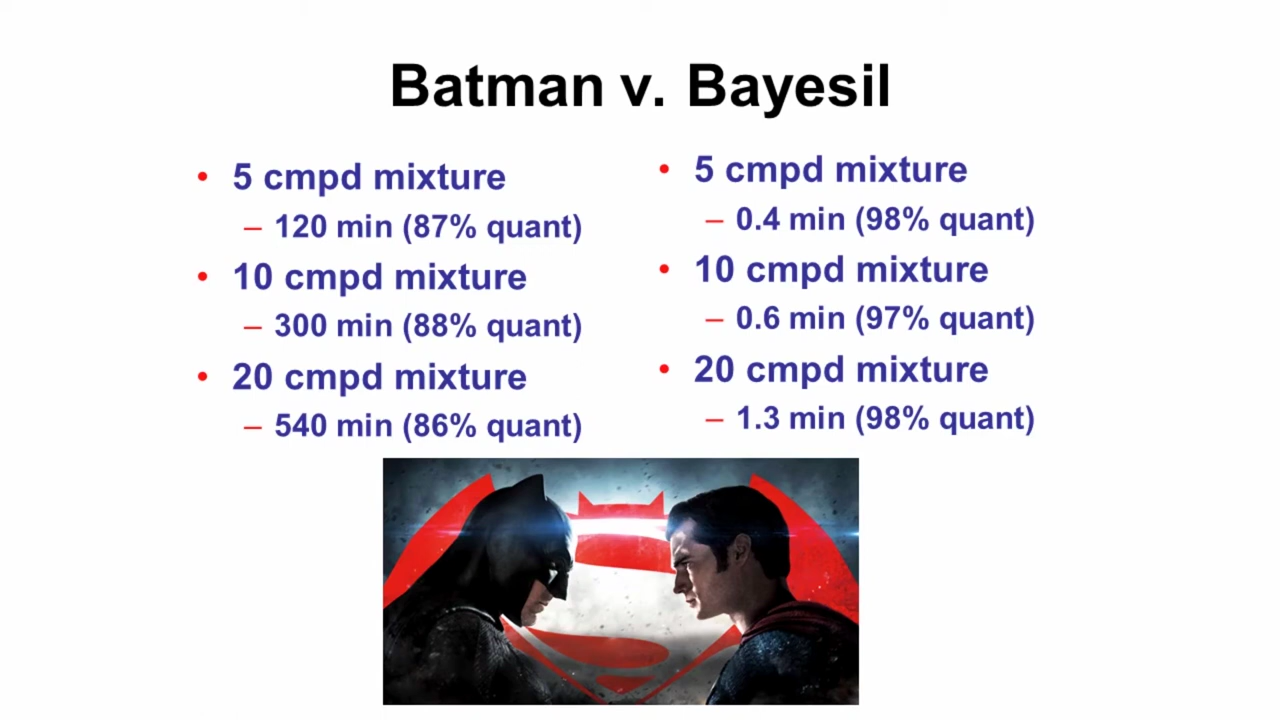 Batman v. Bayesil
• 5 cmpd mixture
– 120 min (87% quant)
• 10 cmpd mixture
– 300 min (88% quant)
• 20 cmpd mixture
– 540 min (86% quant)
• 5 cmpd mixture
– 0.4 min (98% quant)
• 10 cmpd mixture
– 0.6 min (97% quant)
• 20 cmpd mixture
– 1.3 min (98% quant)